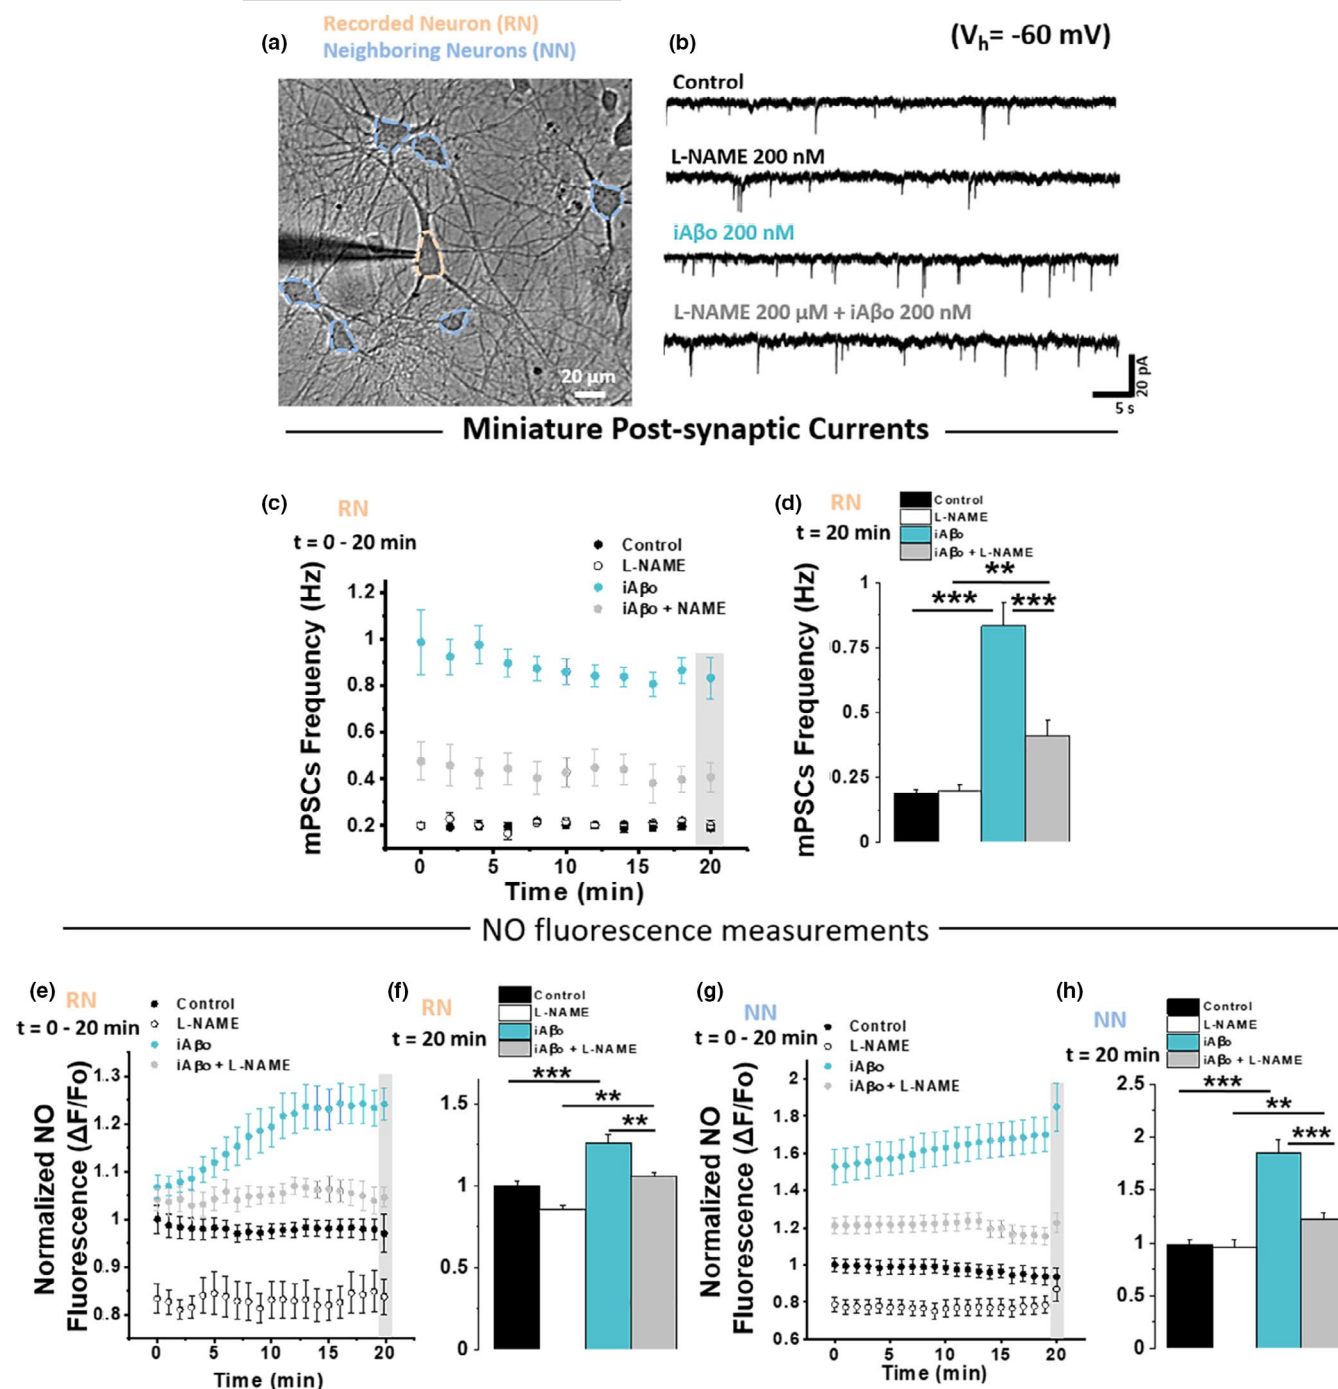 Recorded Neuron (RN)
Neighboring Neurons (NN)
(a)
20 µm
(b)
(Vh= -60 mV)
Control
L-NAME 200 nM
iAβo 200 nM
L-NAME 200 µM + iAβo 200 nM
20 pA
5 s
Miniature Post-synaptic Currents
(c)
RN
t = 0 - 20 min
Control
L-NAME
iAβo
iAβo + NAME
mPSCs Frequency (Hz)
1.2
1
0.8
0.6
0.4
0.2
0 5 10 15 20
Time (min)
(d)
RN
t = 20 min
Control
L-NAME
iAβo
iAβo + L-NAME
mPSCs Frequency (Hz)
**
*** ***
1
0.75
0.5
0.25
0
NO fluorescence measurements
(e)
RN
t = 0 - 20 min
Control
L-NAME
iAβo
iAβo + L-NAME
Normalized NO
Fluorescence (ΔF/Fo)
1.3
1.2
1.1
1
0.9
0.8
0 5 10 15 20
Time (min)
(f)
RN
t = 20 min
Control
L-NAME
iAβo
iAβo + L-NAME
***
**
**
1.5
1
0.5
0
(g)
NN
t = 0 - 20 min
Control
L-NAME
iAβo
iAβo + L-NAME
Normalized NO
Fluorescence (ΔF/Fo)
2
1.8
1.6
1.4
1.2
1
0.8
0.6
0 5 10 15 20
Time (min)
(h)
NN
t = 20 min
Control
L-NAME
iAβo
iAβo + L-NAME
***
**
***
2.5
2
1.5
1
0.5
0